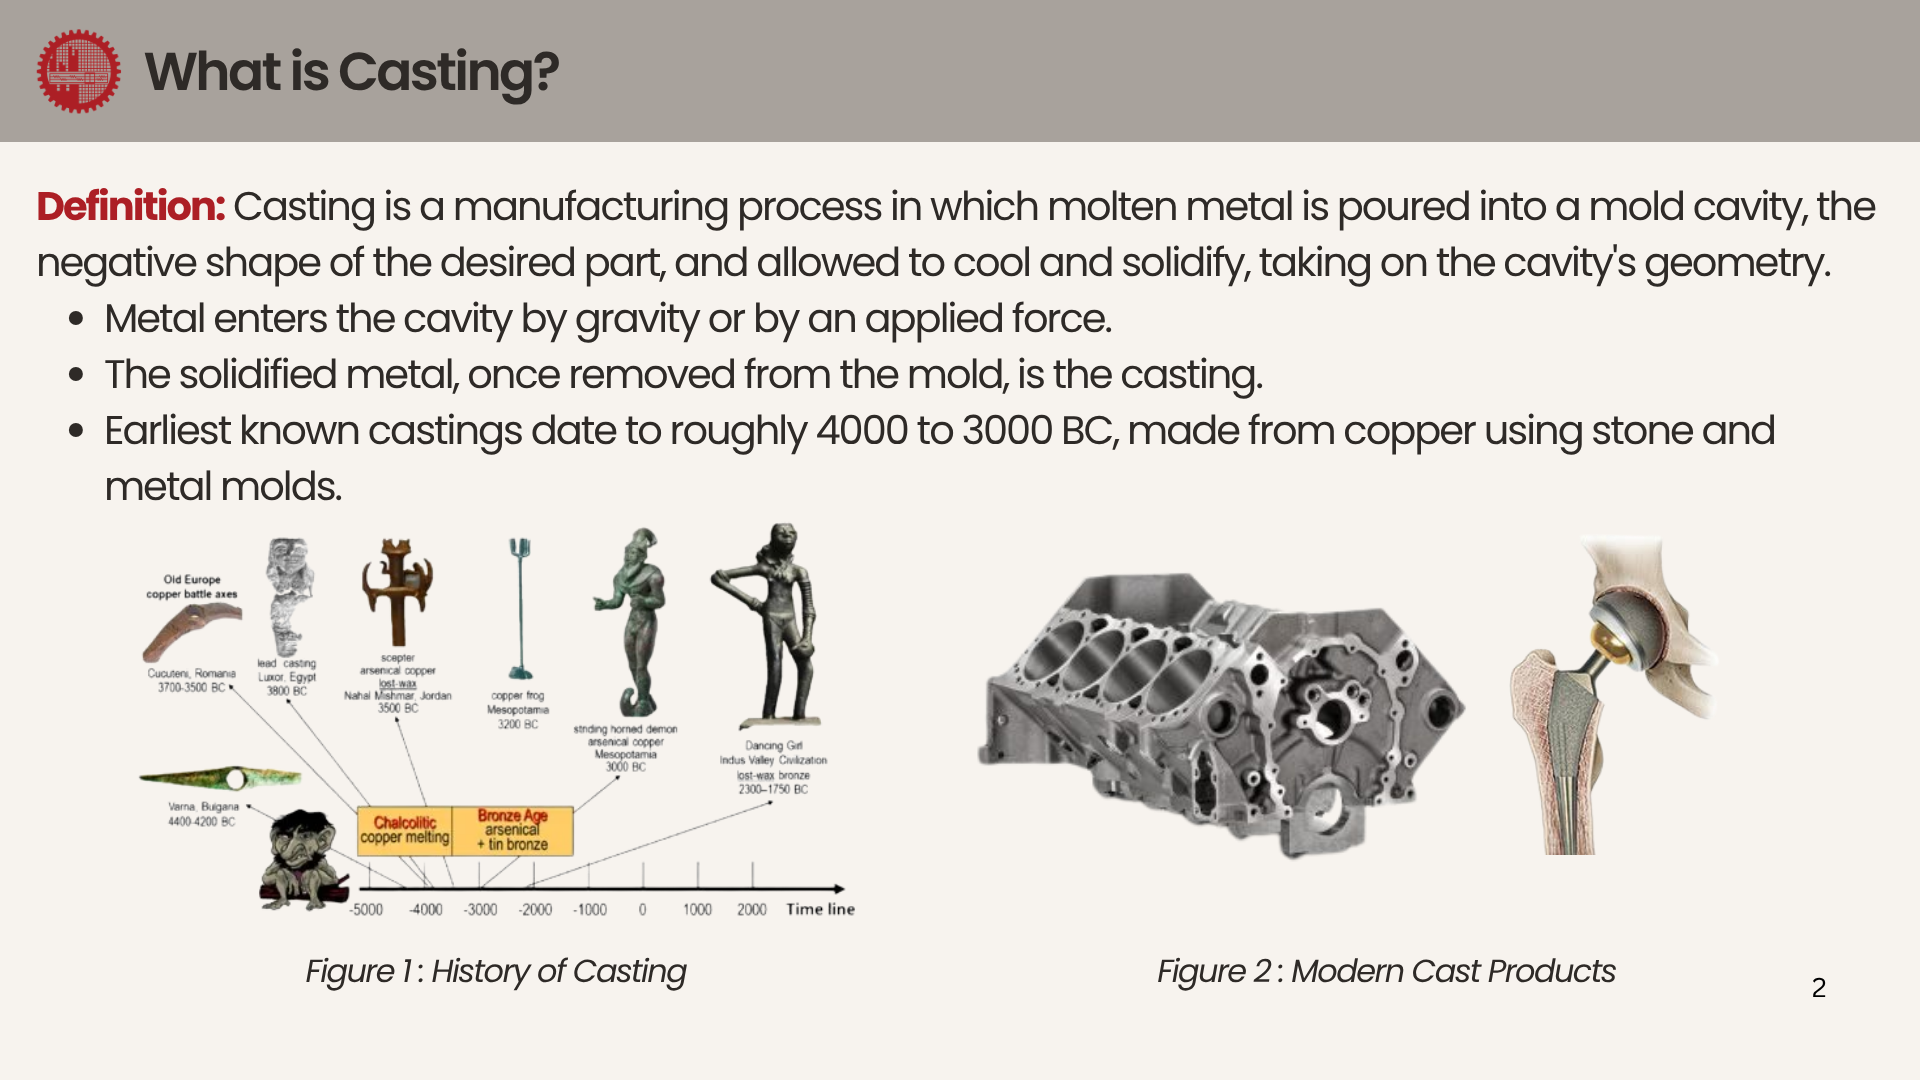 What is Casting?
Definition: Casting is a manufacturing process in which molten metal is poured into a mold cavity, the
negative shape of the desired part, and allowed to cool and solidify, taking on the cavity's geometry.
• Metal enters the cavity by gravity or by an applied force.
• The solidified metal, once removed from the mold, is the casting.
• Earliest known castings date to roughly 4000 to 3000 BC, made from copper using stone and
metal molds.
Old Europe
copper battle axes
Cucuteni, Romania
3700-3500 BC
lead casting
Luxor, Egypt
3800 BC
scepter
arsenical copper
lost-wax
Nahal Mishmar, Jordan
3500 BC
copper frog
Mesopotamia
3200 BC
striding horned demon
arsenical copper
Mesopotamia
3000 BC
Dancing Girl
Indus Valley Civilization
lost-wax bronze
2300–1750 BC
Varna, Bulgaria
4400-4200 BC
Chalcolitic
copper melting
Bronze Age
arsenical
+ tin bronze
-5000 -4000 -3000 -2000 -1000 0 1000 2000 Time line
Figure 1 : History of Casting
Figure 2 : Modern Cast Products
2